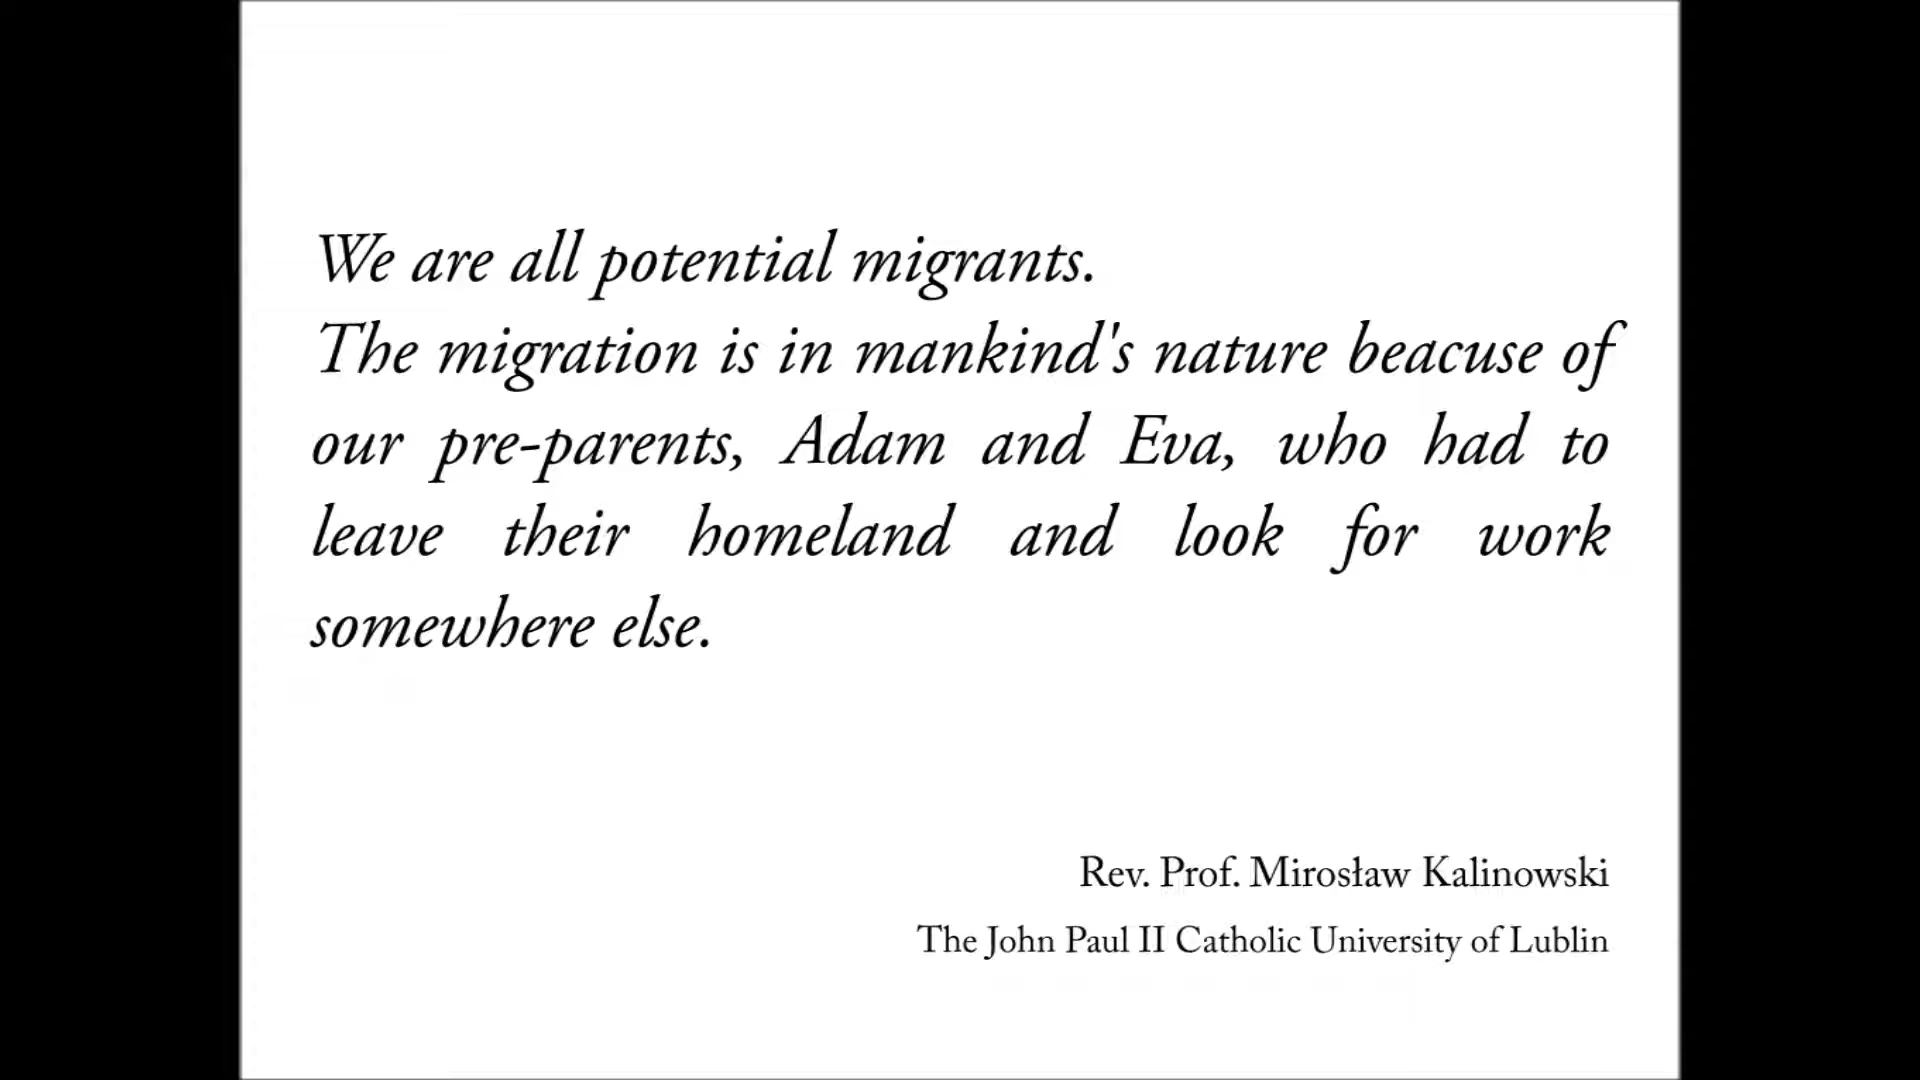 We are all potential migrants.
The migration is in mankind's nature beacuse of
our pre-parents, Adam and Eva, who had to
leave their homeland and look for work
somewhere else.
Rev. Prof. Mirosław Kalinowski
The John Paul II Catholic University of Lublin